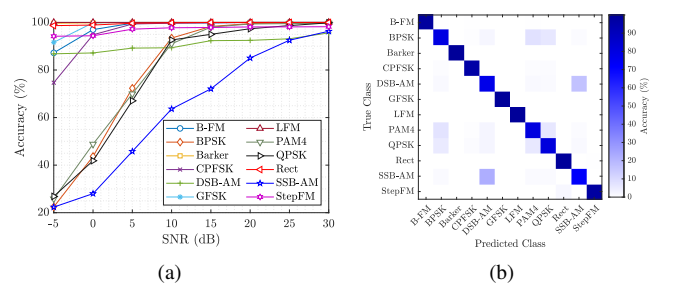 100
80
60
40
20
Accuracy (%)
-5 0 5 10 15 20 25 30
SNR (dB)
B-FM LFM
BPSK PAM4
Barker QPSK
CPFSK Rect
DSB-AM SSB-AM
GFSK StepFM
(a)
True Class
B-FM
BPSK
Barker
CPFSK
DSB-AM
GFSK
LFM
PAM4
QPSK
Rect
SSB-AM
StepFM
B-FM BPSK Barker CPFSK DSB-AM GFSK LFM PAM4 QPSK Rect SSB-AM StepFM
Predicted Class
90
80
70
60
50
40
30
20
10
0
Accuracy (%)
(b)